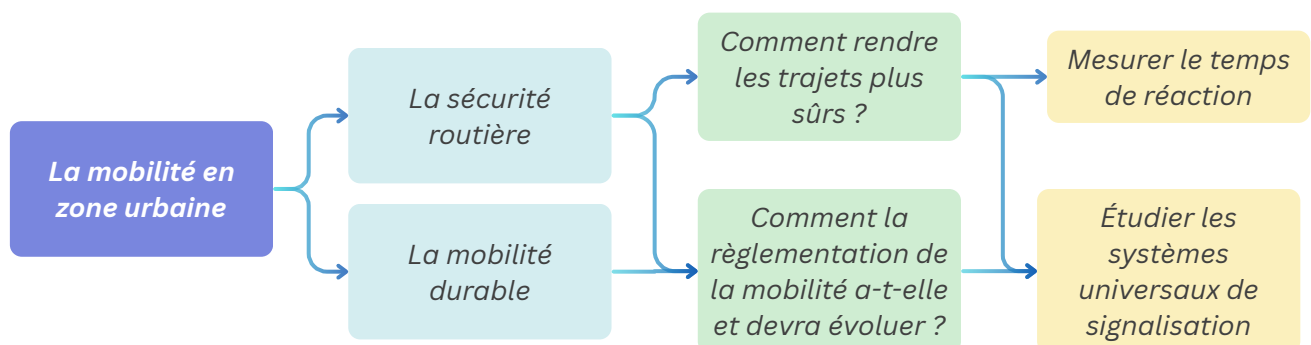 La mobilité en
zone urbaine
La sécurité
routière
La mobilité
durable
Comment rendre
les trajets plus
sûrs ?
Comment la
règlementation de
la mobilité a-t-elle
et devra évoluer ?
Mesurer le temps
de réaction
Étudier les
systèmes
universaux de
signalisation